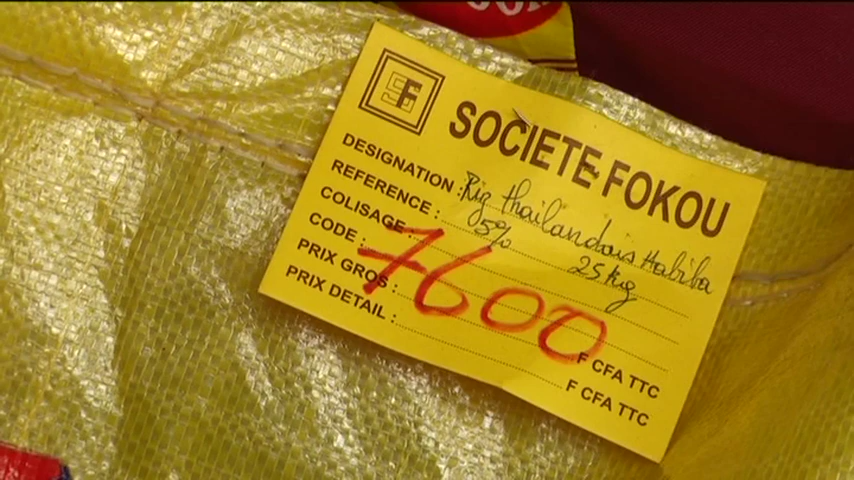 SOCIETE FOKOU
DESIGNATION : Riz thailandais Habiba
REFERENCE : 5% 25kg
COLISAGE :
CODE :
PRIX GROS : 7600 F CFA TTC
PRIX DETAIL : F CFA TTC